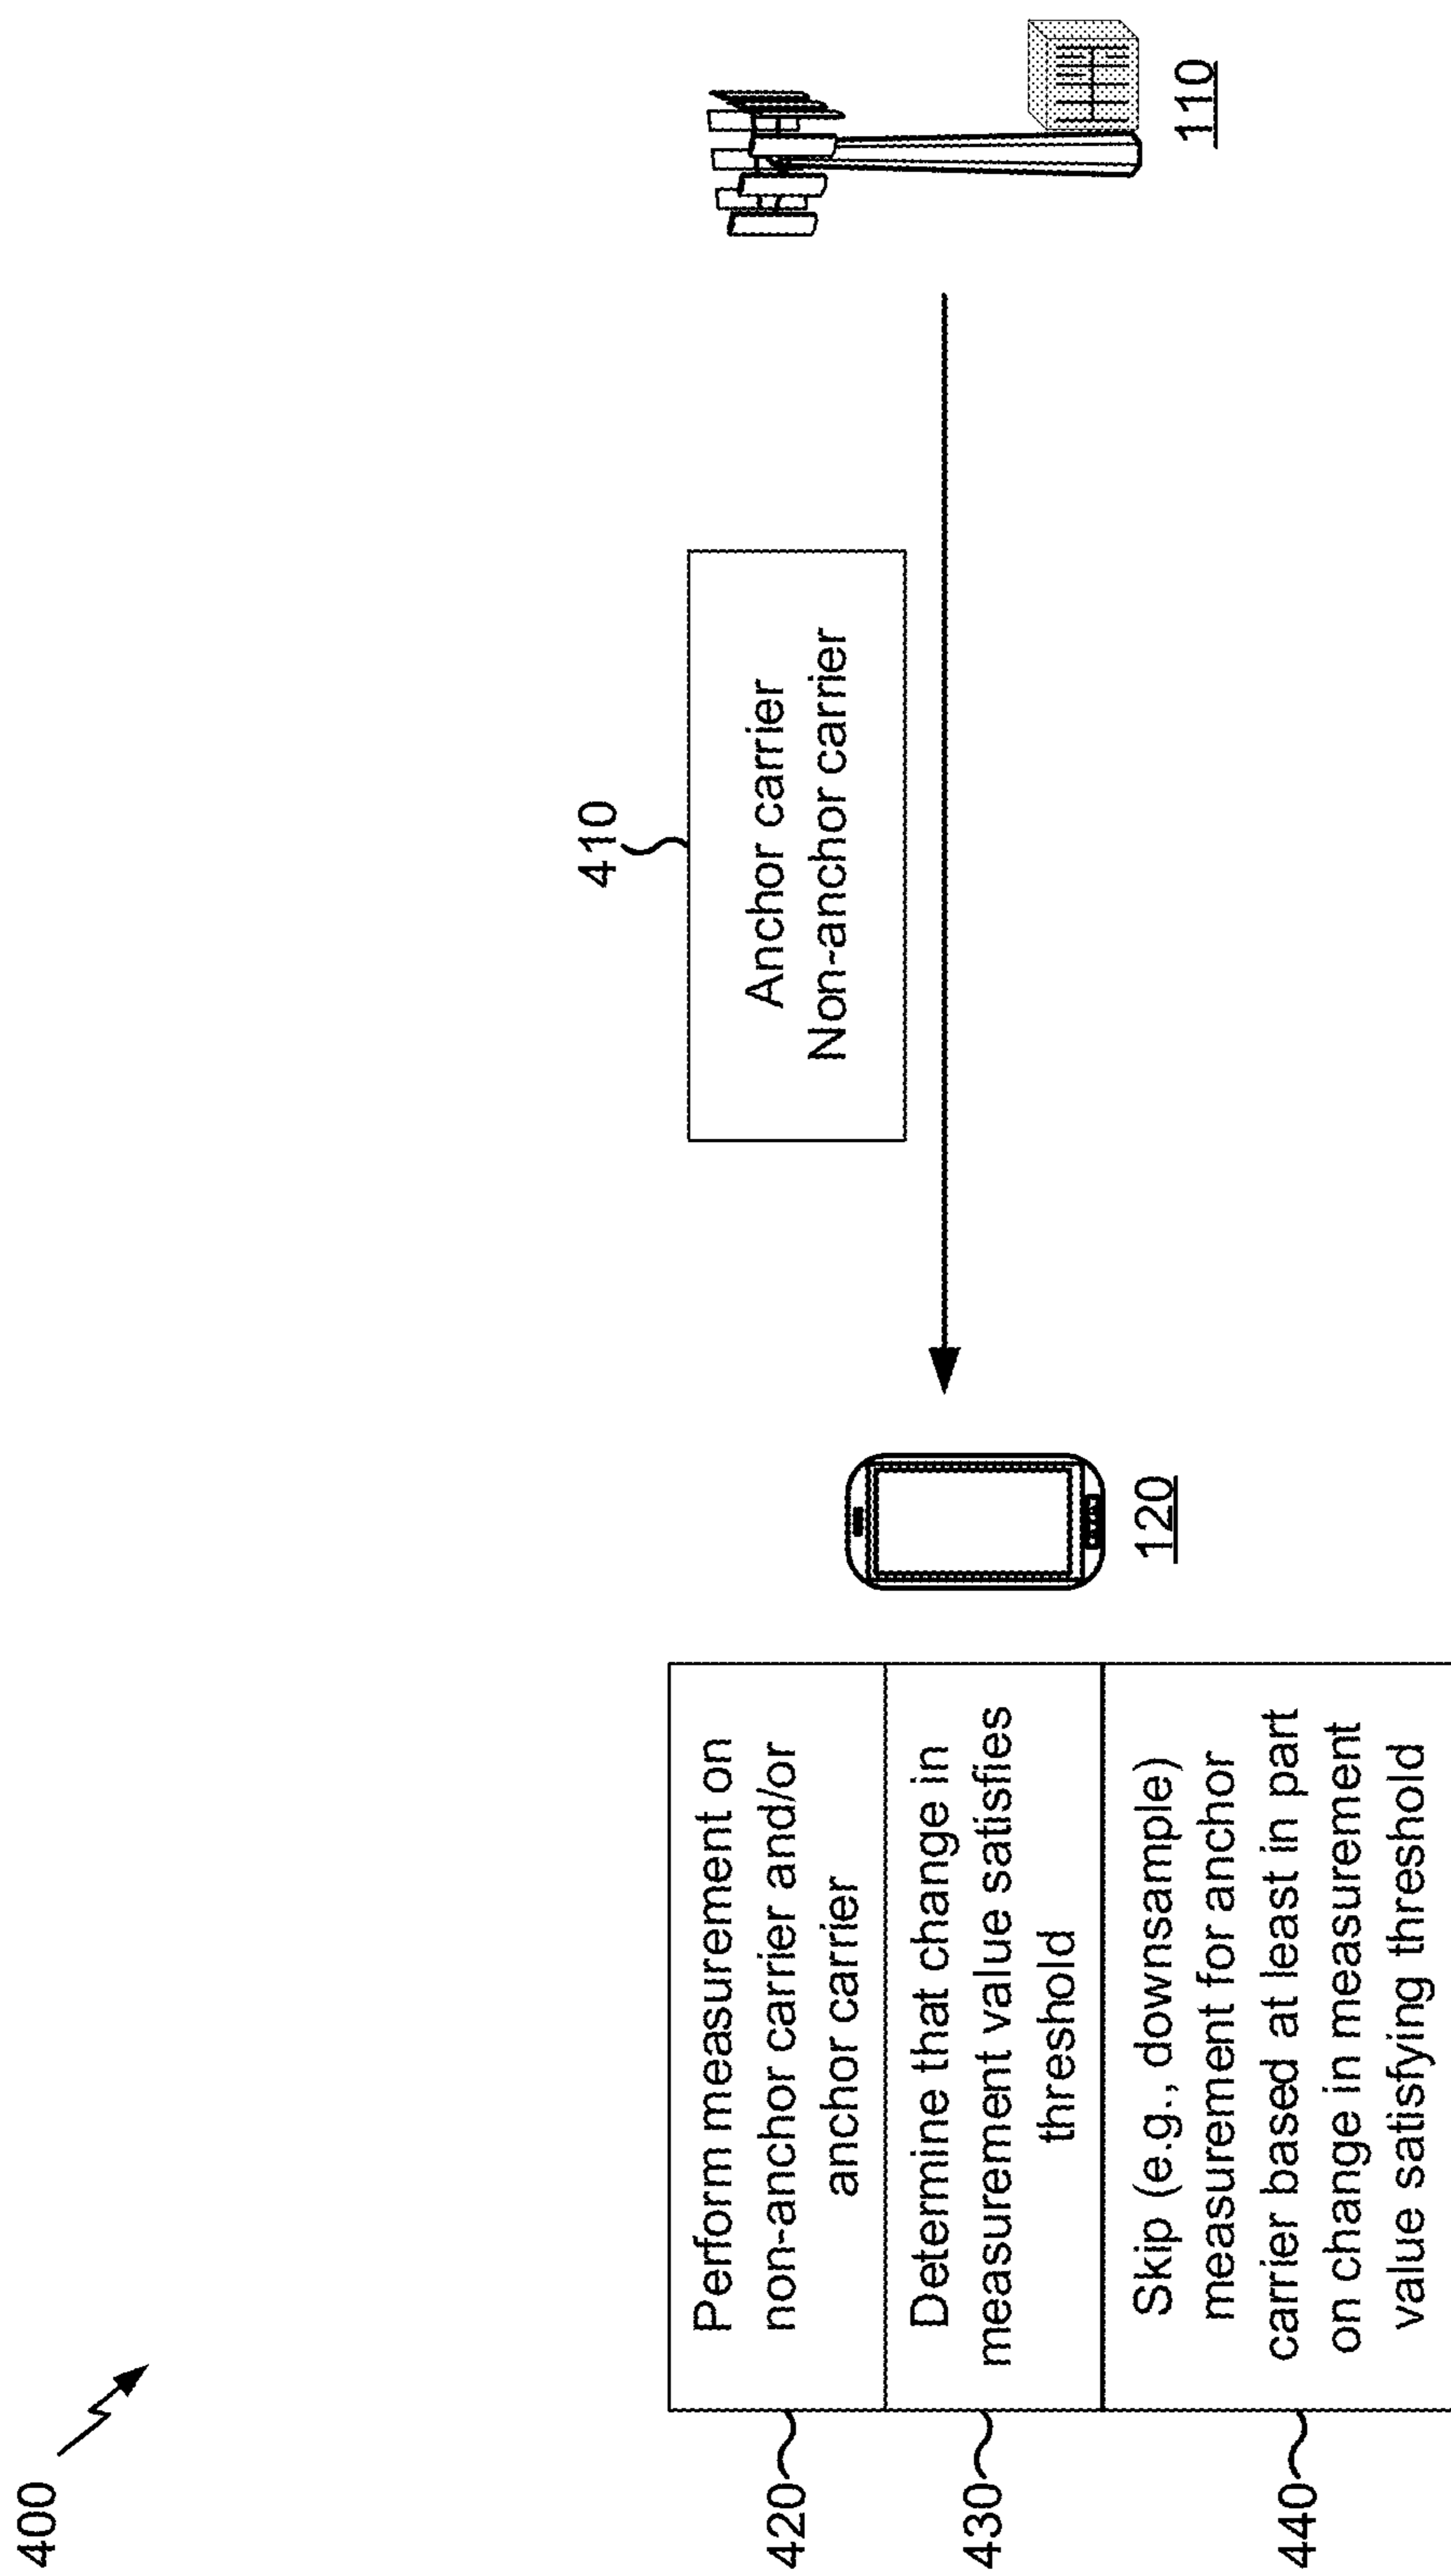 400
410
Anchor carrier
Non-anchor carrier
110
120
420
Perform measurement on
non-anchor carrier and/or
anchor carrier
430
Determine that change in
measurement value satisfies
threshold
440
Skip (e.g., downsample)
measurement for anchor
carrier based at least in part
on change in measurement
value satisfying threshold